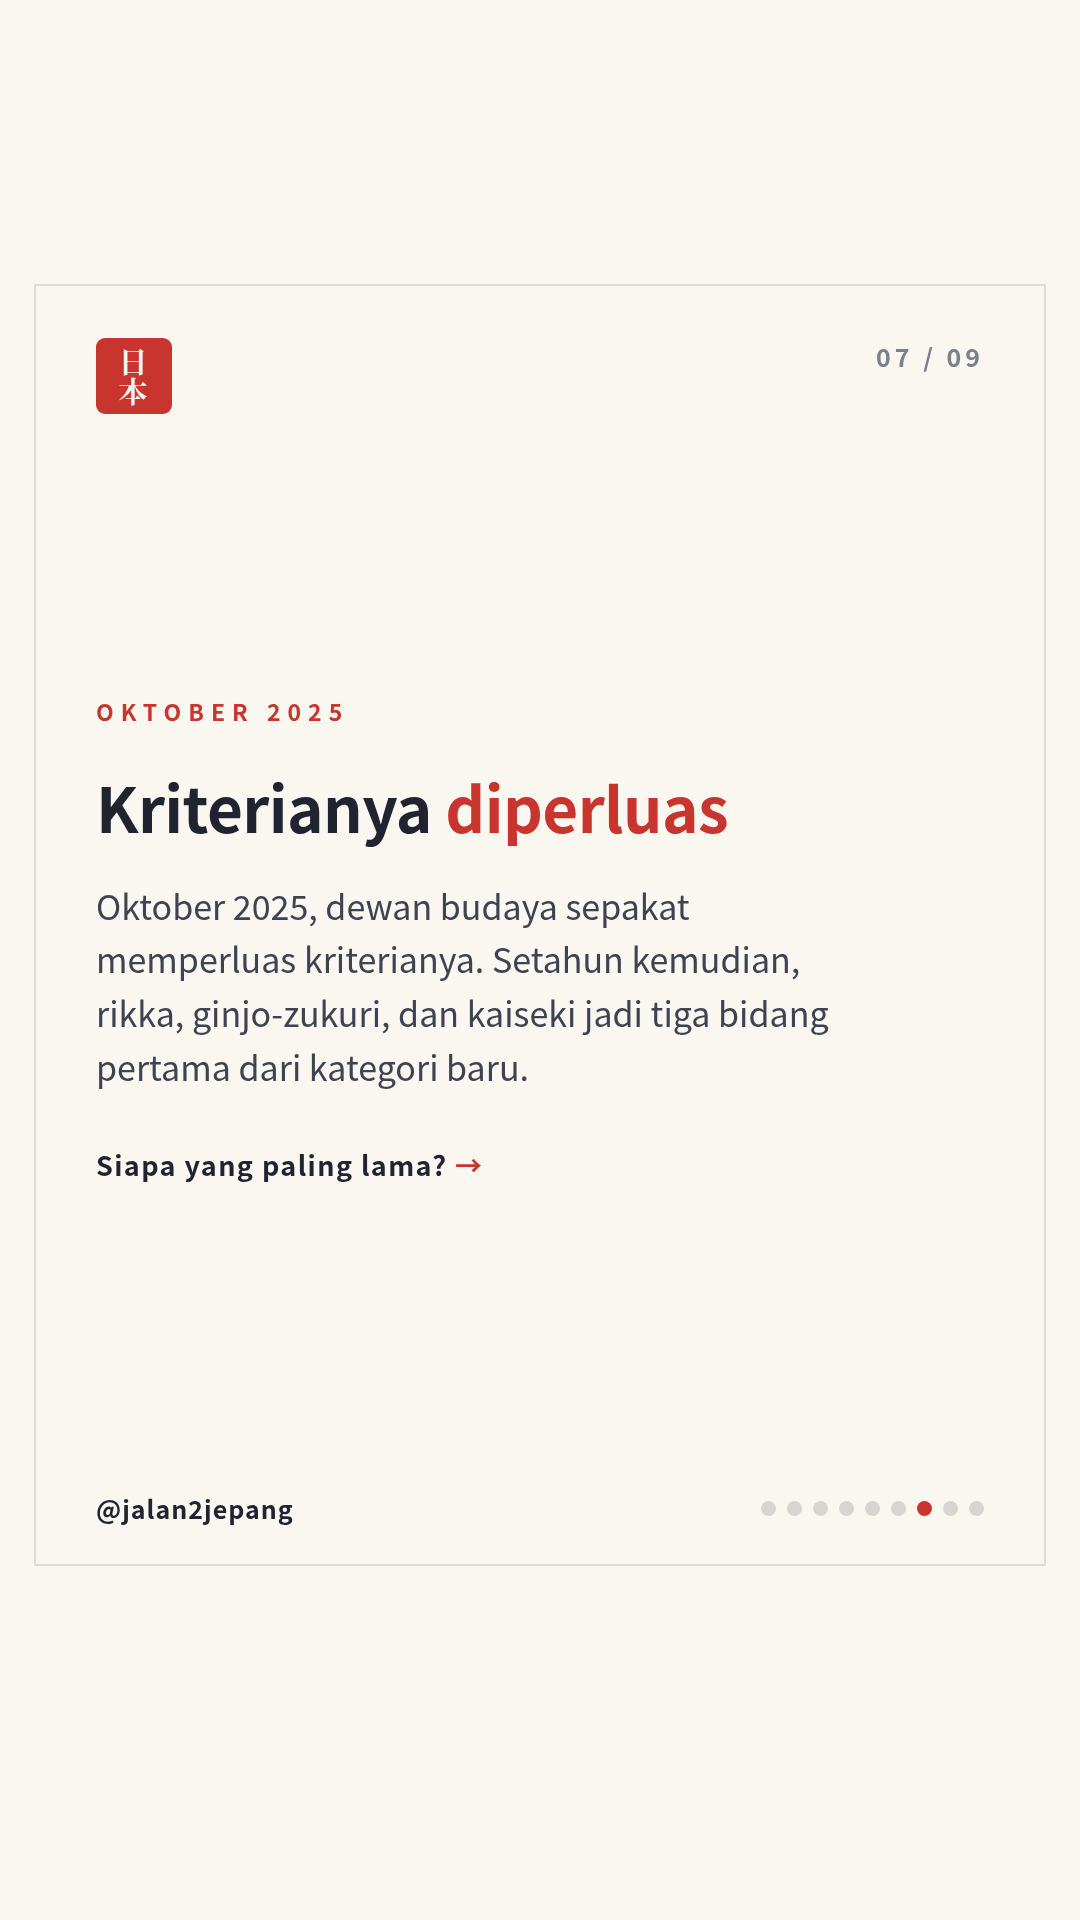 日本
07 / 09
OKTOBER 2025
Kriterianya diperluas
Oktober 2025, dewan budaya sepakat
memperluas kriterianya. Setahun kemudian,
rikka, ginjo-zukuri, dan kaiseki jadi tiga bidang
pertama dari kategori baru.
Siapa yang paling lama? →
@jalan2jepang